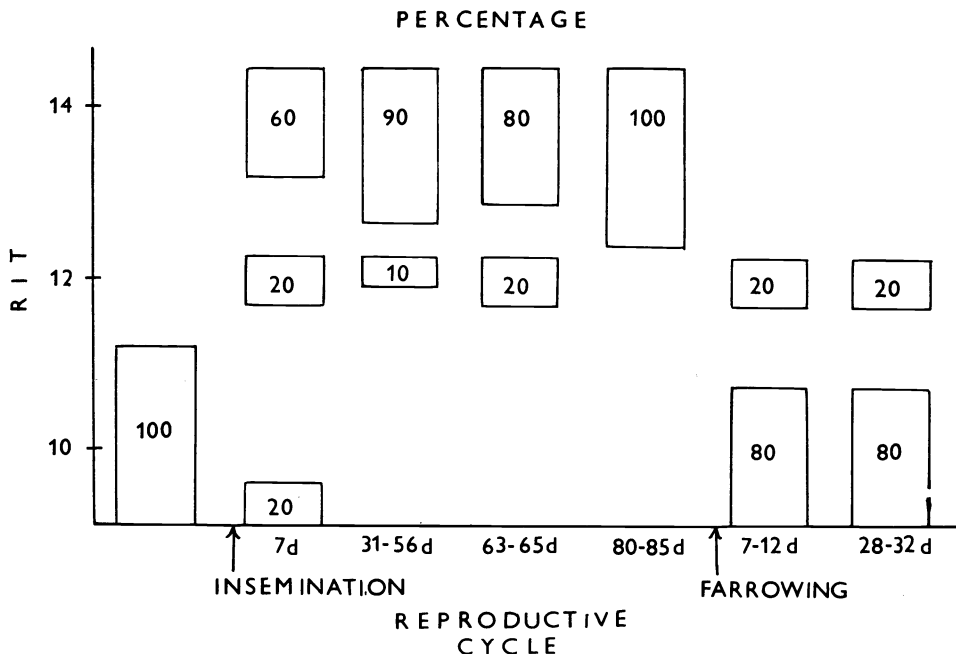 PERCENTAGE
14
60 90 80 100
RIT
12
20 10 20 20 20
10
100 80 80
20
7d 31-56d 63-65d 80-85d 7-12d 28-32d
INSEMINATION FARROWING
REPRODUCTIVE
CYCLE